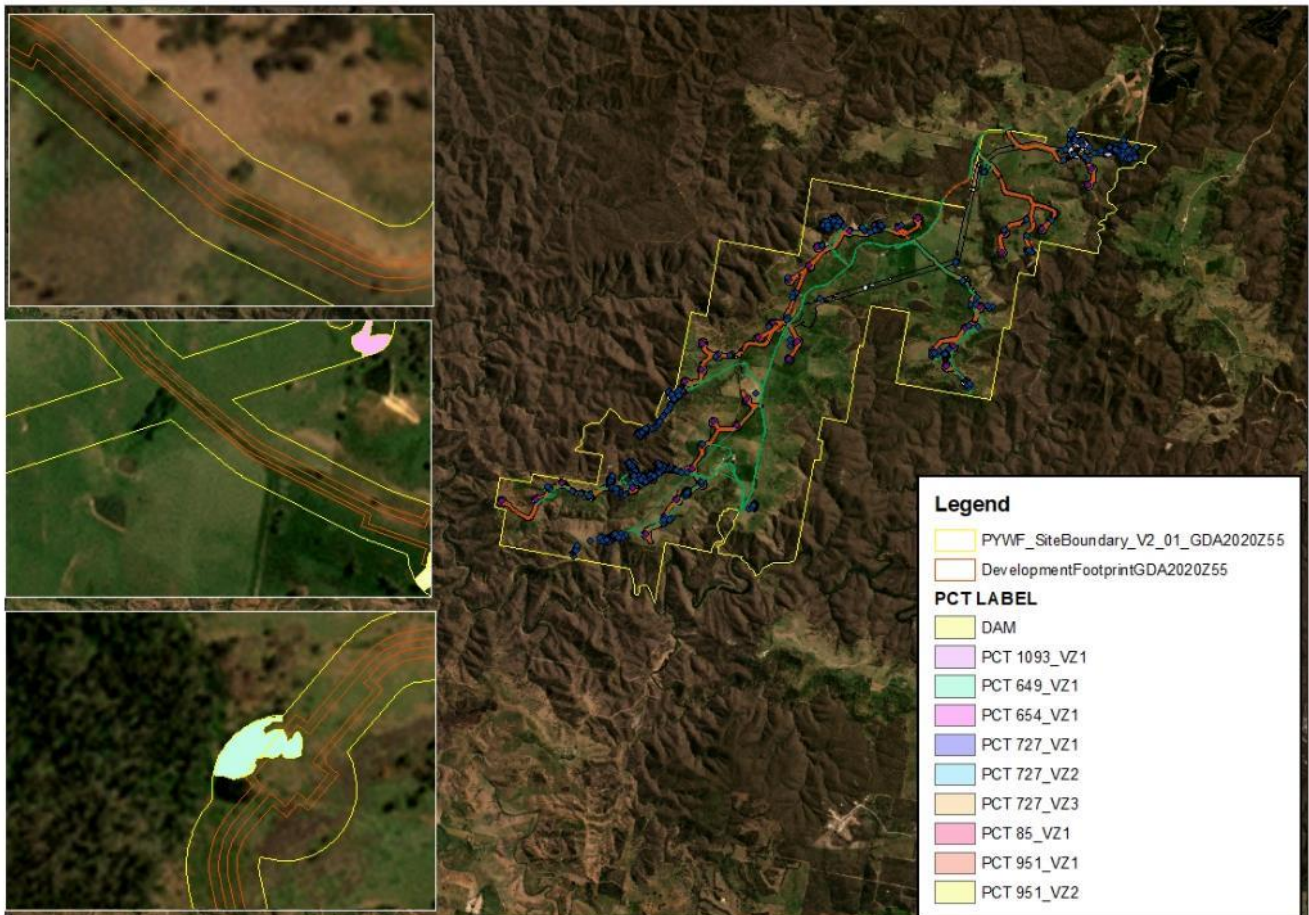 Legend
PYWF_SiteBoundary_V2_01_GDA2020Z55
DevelopmentFootprintGDA2020Z55
PCT LABEL
DAM
PCT 1093_VZ1
PCT 649_VZ1
PCT 654_VZ1
PCT 727_VZ1
PCT 727_VZ2
PCT 727_VZ3
PCT 85_VZ1
PCT 951_VZ1
PCT 951_VZ2